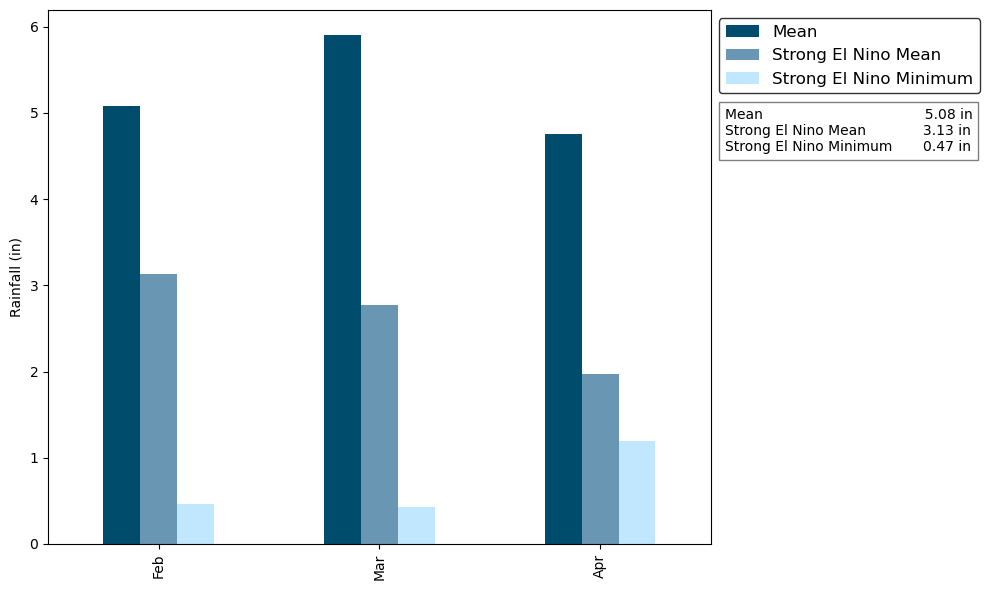 6
5
4
3
2
1
0
Rainfall (in)
Feb
Mar
Apr
Mean
Strong El Nino Mean
Strong El Nino Minimum
Mean 5.08 in
Strong El Nino Mean 3.13 in
Strong El Nino Minimum 0.47 in